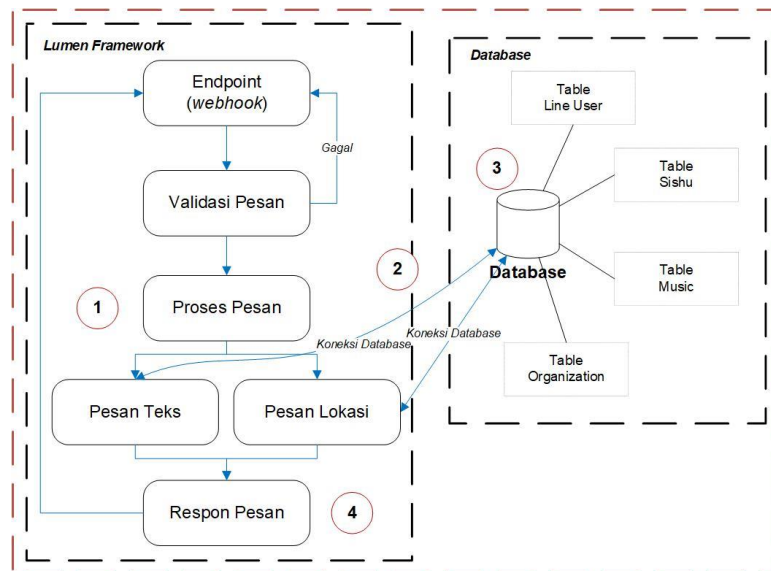 Lumen Framework
Endpoint
(webhook)
Gagal
Validasi Pesan
1
Proses Pesan
Koneksi Database
Pesan Teks
Pesan Lokasi
Respon Pesan
4
2
Koneksi Database
Database
Table
Line User
3
Table
Sishu
Database
Table
Music
Table
Organization